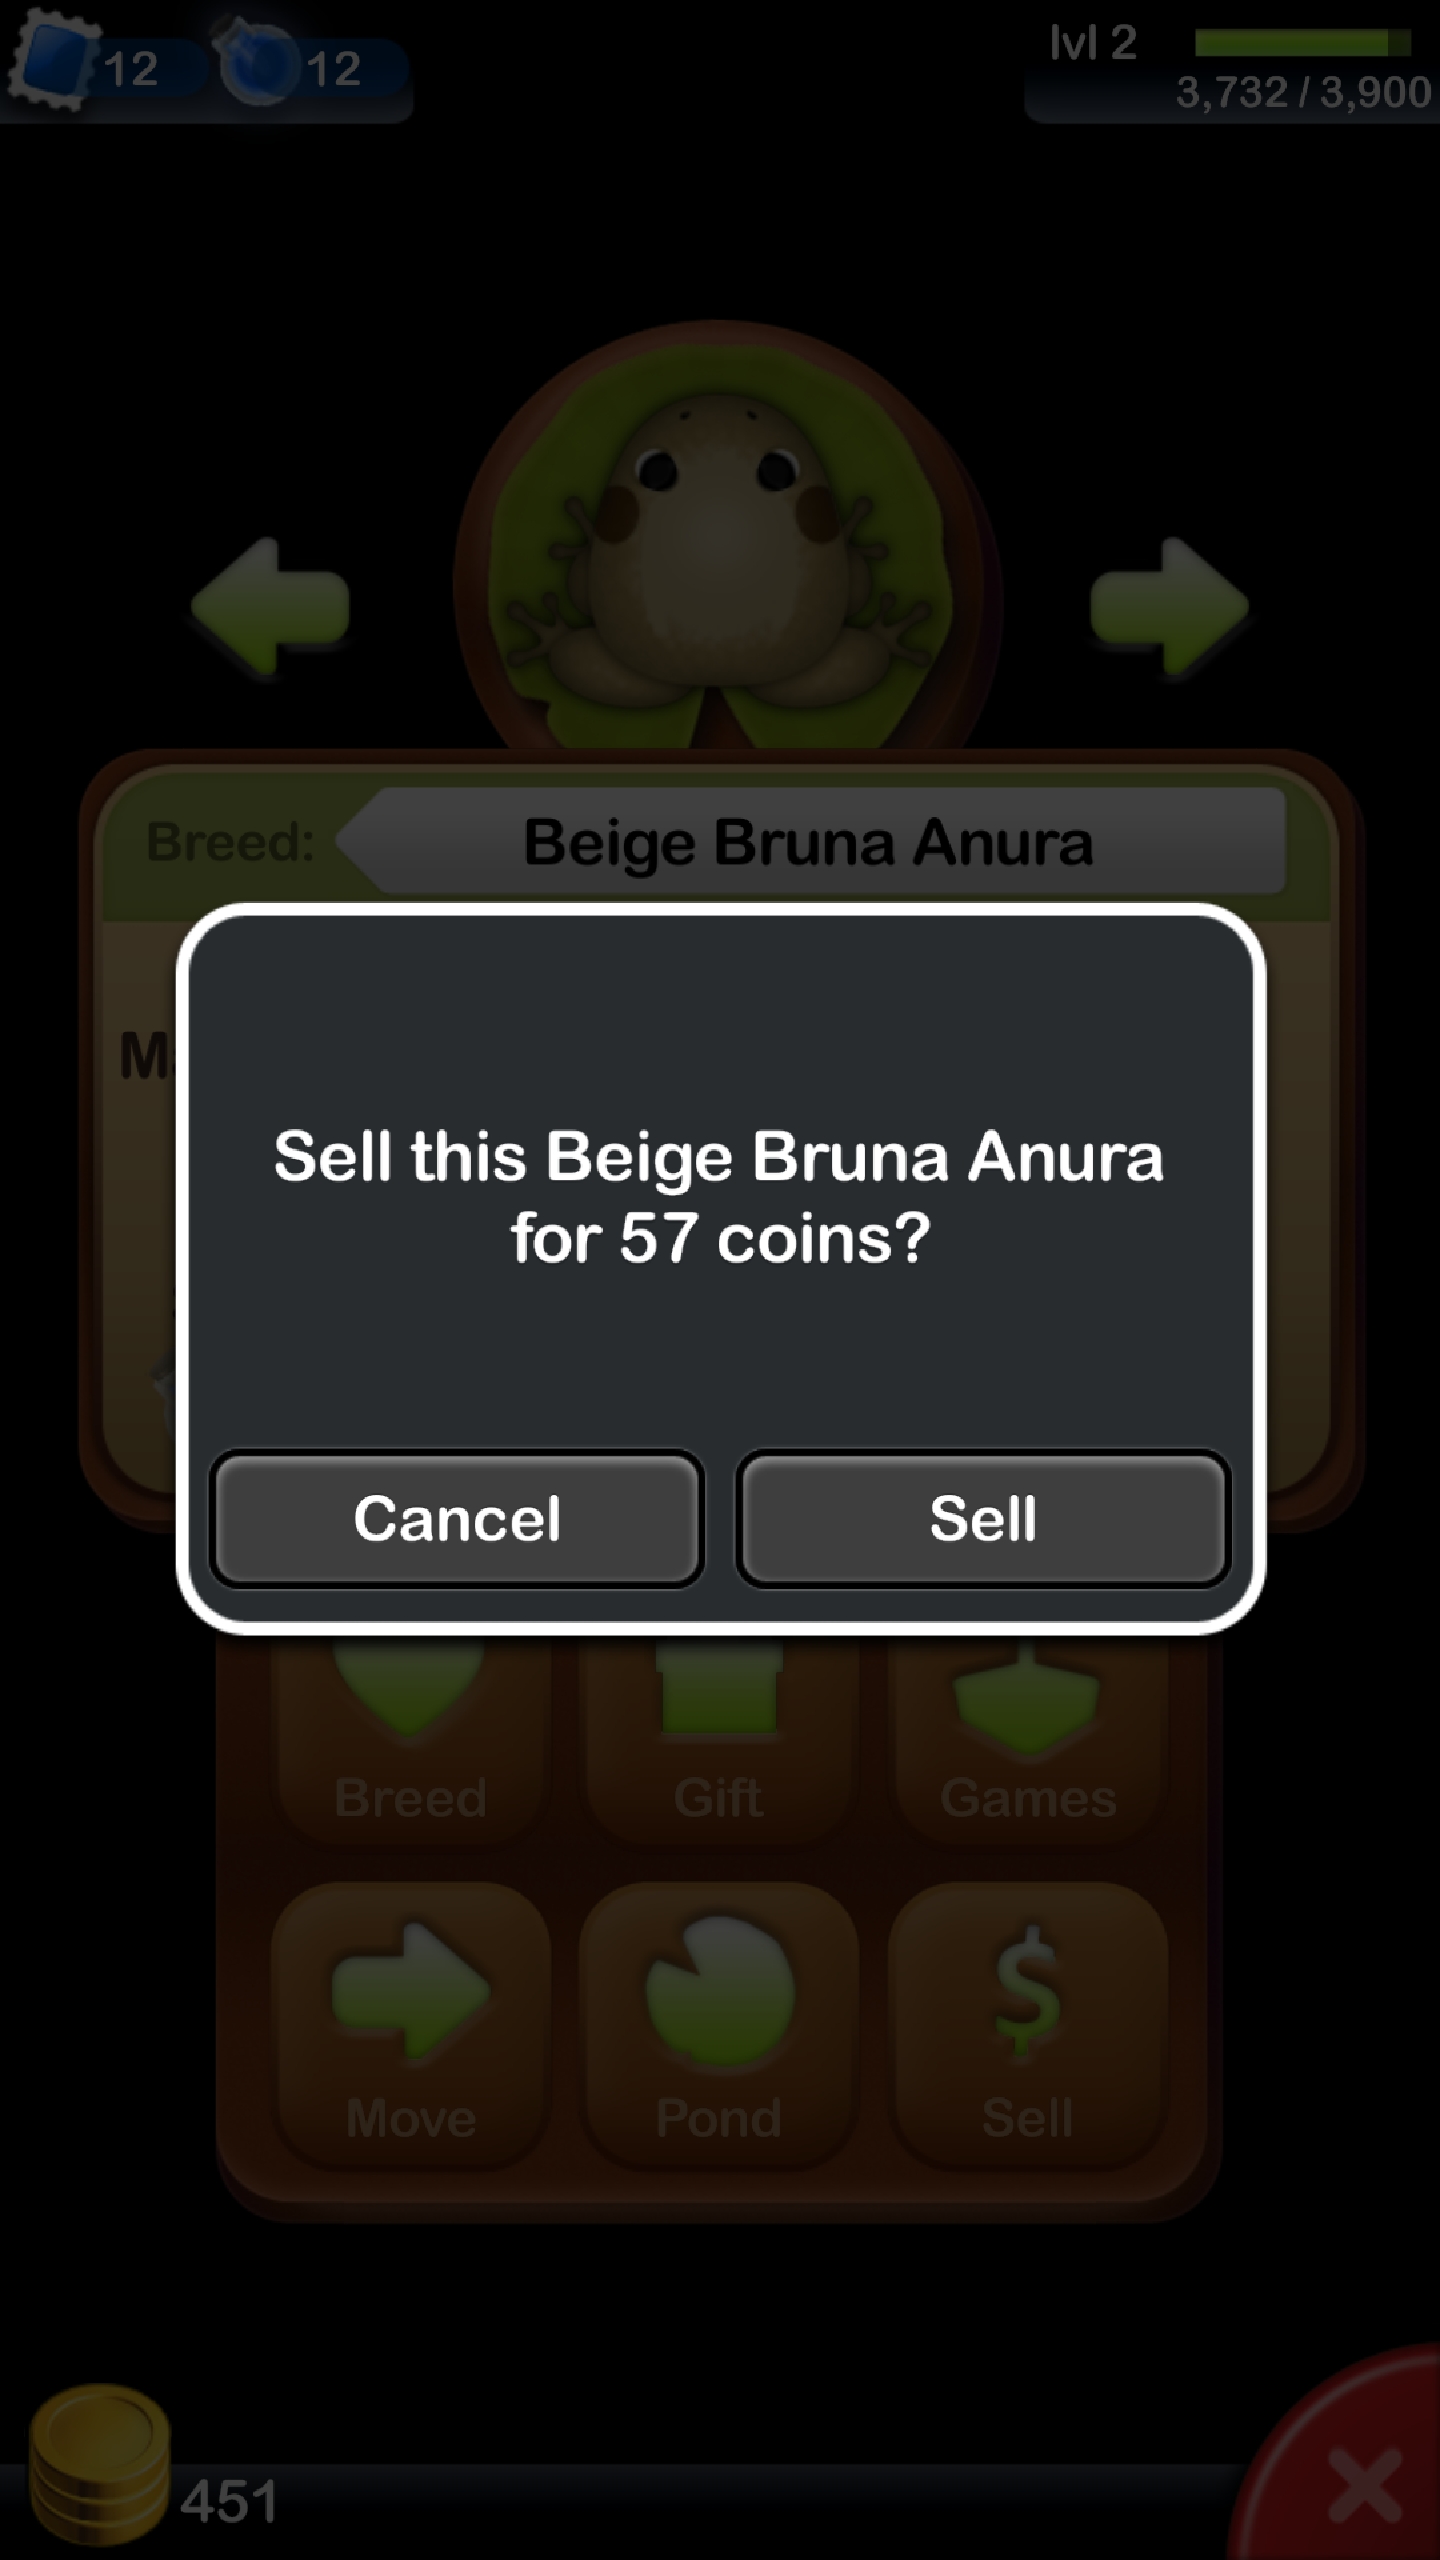 12
12
lvl 2
3,732 / 3,900
Breed:
Beige Bruna Anura
Sell this Beige Bruna Anura
for 57 coins?
Cancel
Sell
Breed
Gift
Games
Move
Pond
$
Sell
451